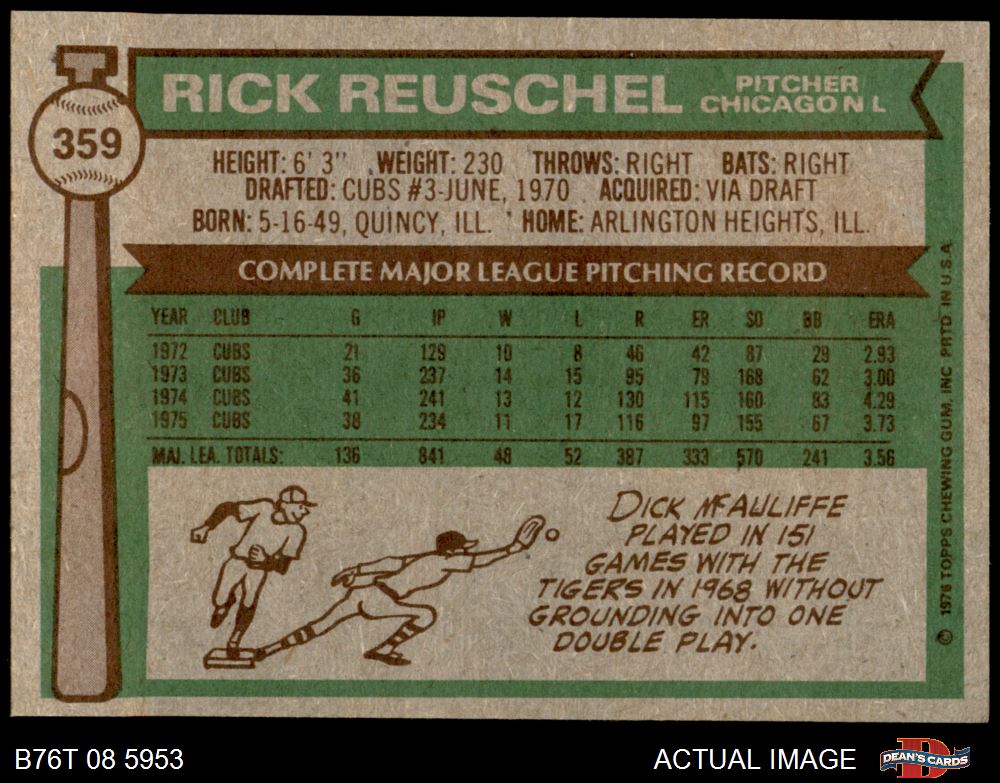 RICK REUSCHEL
PITCHER
CHICAGO N L
359
HEIGHT: 6' 3" WEIGHT: 230 THROWS: RIGHT BATS: RIGHT
DRAFTED: CUBS #3-JUNE, 1970 ACQUIRED: VIA DRAFT
BORN: 5-16-49, QUINCY, ILL. HOME: ARLINGTON HEIGHTS, ILL.
COMPLETE MAJOR LEAGUE PITCHING RECORD
YEAR CLUB G IP W L R ER SO BB ERA
1972 CUBS 21 129 10 8 46 42 87 29 2.93
1973 CUBS 36 237 14 15 95 79 168 62 3.00
1974 CUBS 41 241 13 12 130 115 160 83 4.29
1975 CUBS 38 234 11 17 116 97 155 67 3.73
MAJ. LEA. TOTALS: 136 841 48 52 387 333 570 241 3.56
DICK McAULIFFE
PLAYED IN 151
GAMES WITH THE
TIGERS IN 1968 WITHOUT
GROUNDING INTO ONE
DOUBLE PLAY.
© 1976 TOPPS CHEWING GUM, INC. PRTD. IN U.S.A.
B76T 08 5953
ACTUAL IMAGE
DEAN'S CARDS